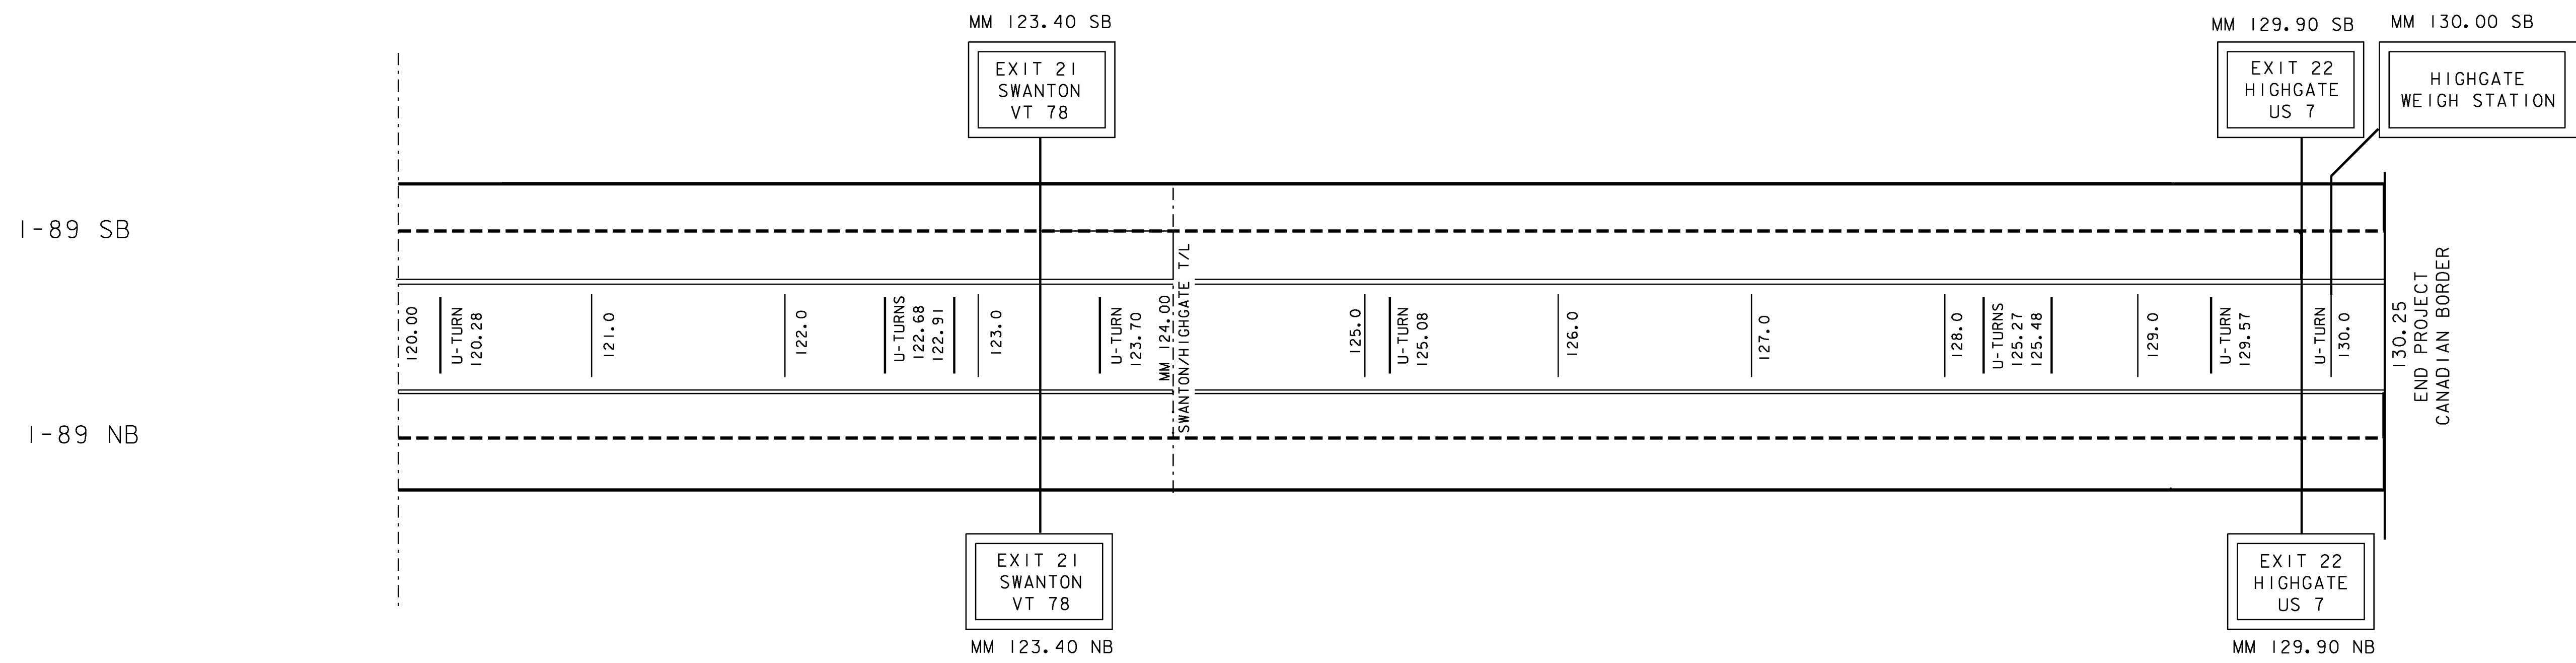 MM 123.40 SB
MM 129.90 SB
MM 130.00 SB
EXIT 21
SWANTON
VT 78
EXIT 22
HIGHGATE
US 7
HIGHGATE
WEIGH STATION
I-89 SB
120.00
U-TURN
120.28
121.0
122.0
U-TURNS
122.68
122.91
123.0
U-TURN
123.70
MM 124.00
SWANTON/HIGHGATE T/L
125.0
U-TURN
125.08
126.0
127.0
128.0
U-TURNS
125.27
125.48
129.0
U-TURN
129.57
U-TURN
130.0
130.25
END PROJECT
CANADIAN BORDER
I-89 NB
EXIT 21
SWANTON
VT 78
EXIT 22
HIGHGATE
US 7
MM 123.40 NB
MM 129.90 NB